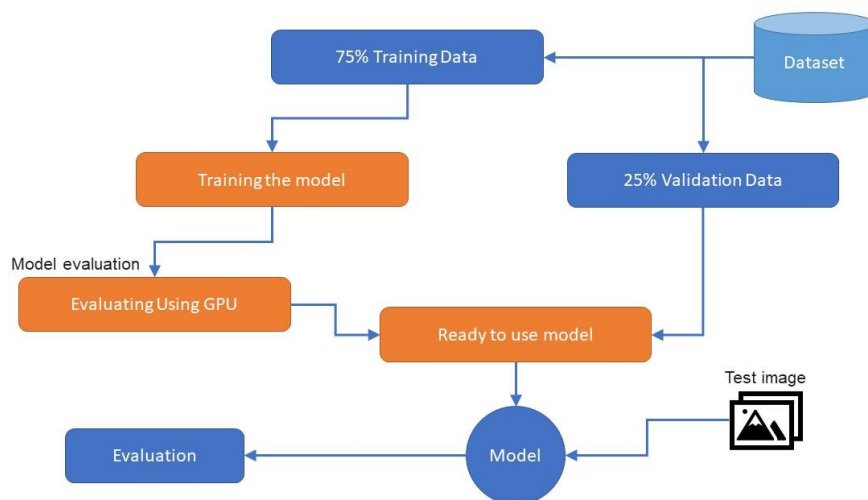 75% Training Data
Dataset
Training the model
25% Validation Data
Model evaluation
Evaluating Using GPU
Ready to use model
Test image
Evaluation
Model